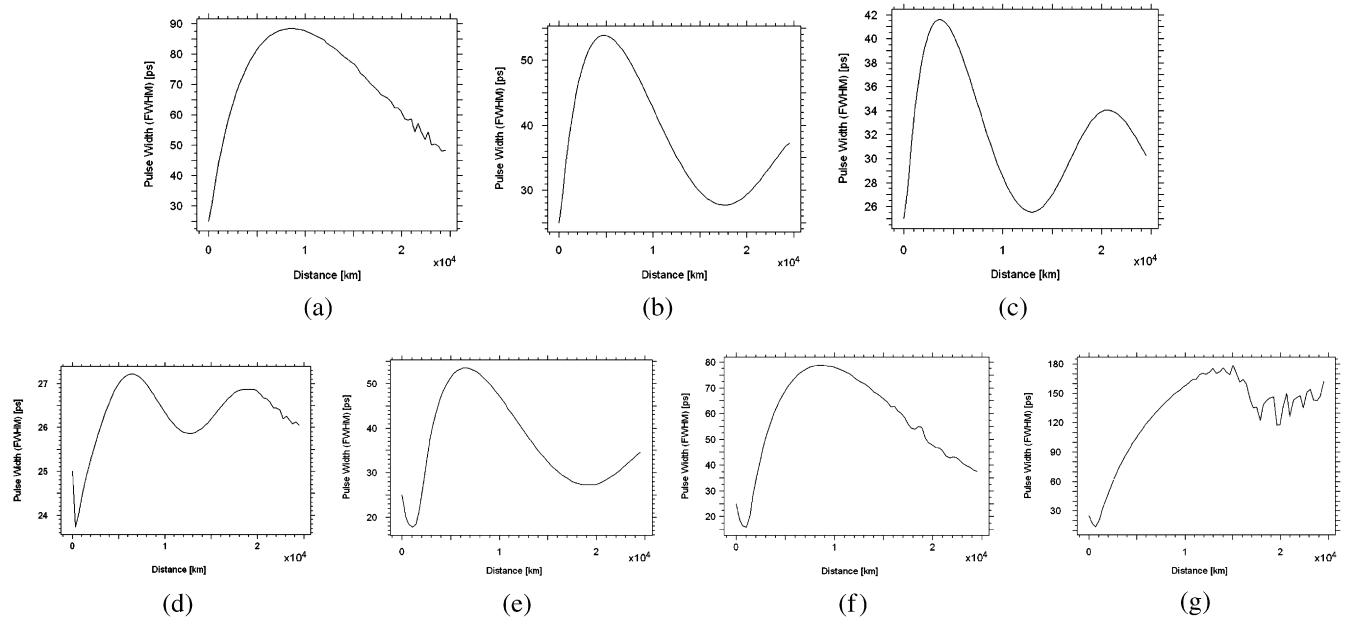 Pulse Width (FWHM) [ps]
90
80
70
60
50
40
30
0 1 2
x10^4
Distance [km]
(a)
Pulse Width (FWHM) [ps]
50
40
30
0 1 2
x10^4
Distance [km]
(b)
Pulse Width (FWHM) [ps]
42
40
38
36
34
32
30
28
26
0 1 2
x10^4
Distance [km]
(c)
Pulse Width (FWHM) [ps]
27
26
25
24
0 1 2
x10^4
Distance [km]
(d)
Pulse Width (FWHM) [ps]
50
40
30
20
0 1 2
x10^4
Distance [km]
(e)
Pulse Width (FWHM) [ps]
80
70
60
50
40
30
20
0 1 2
x10^4
Distance [km]
(f)
Pulse Width (FWHM) [ps]
180
150
120
90
60
30
0 1 2
x10^4
Distance [km]
(g)